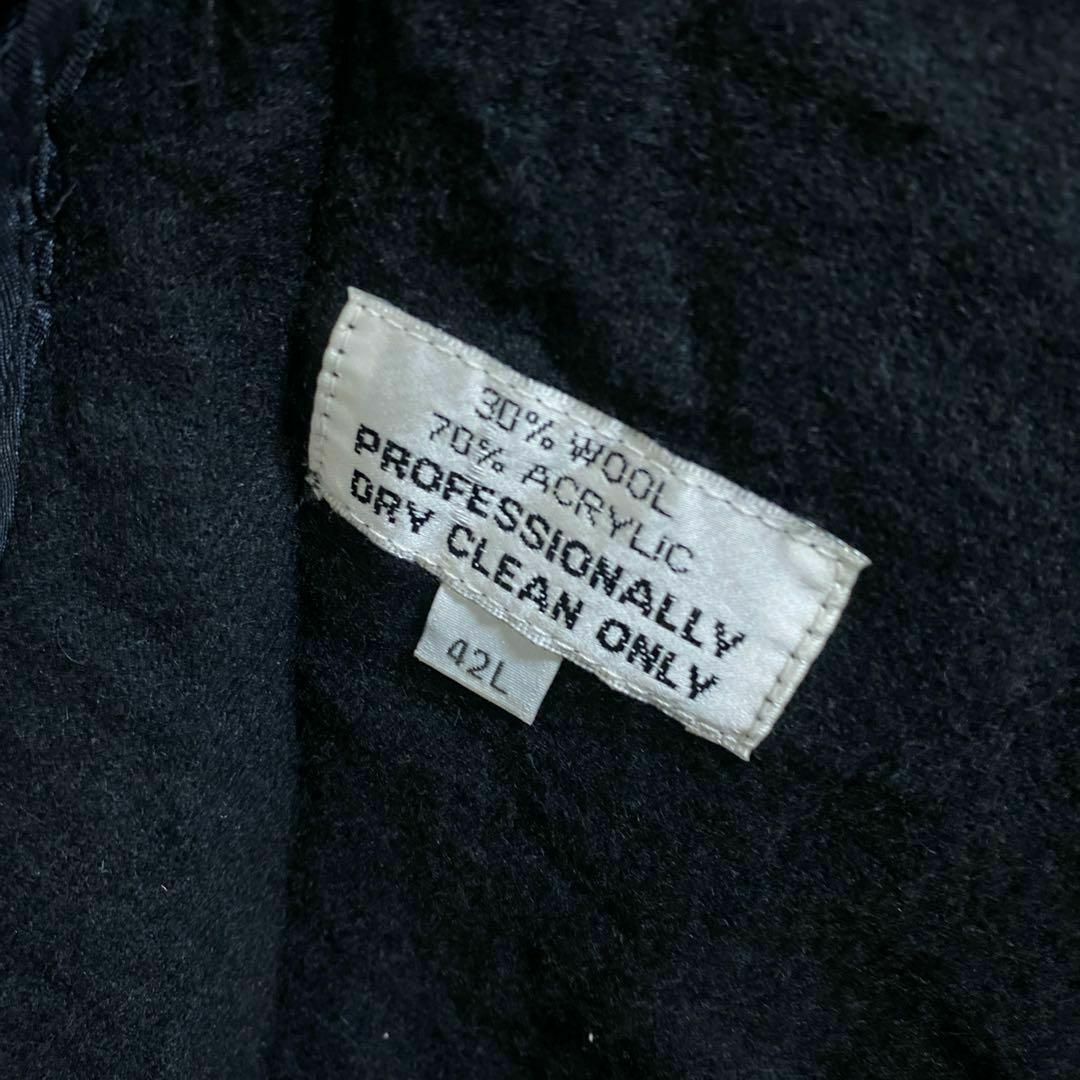 30% WOOL
70% ACRYLIC
PROFESSIONALLY
DRY CLEAN ONLY
42L